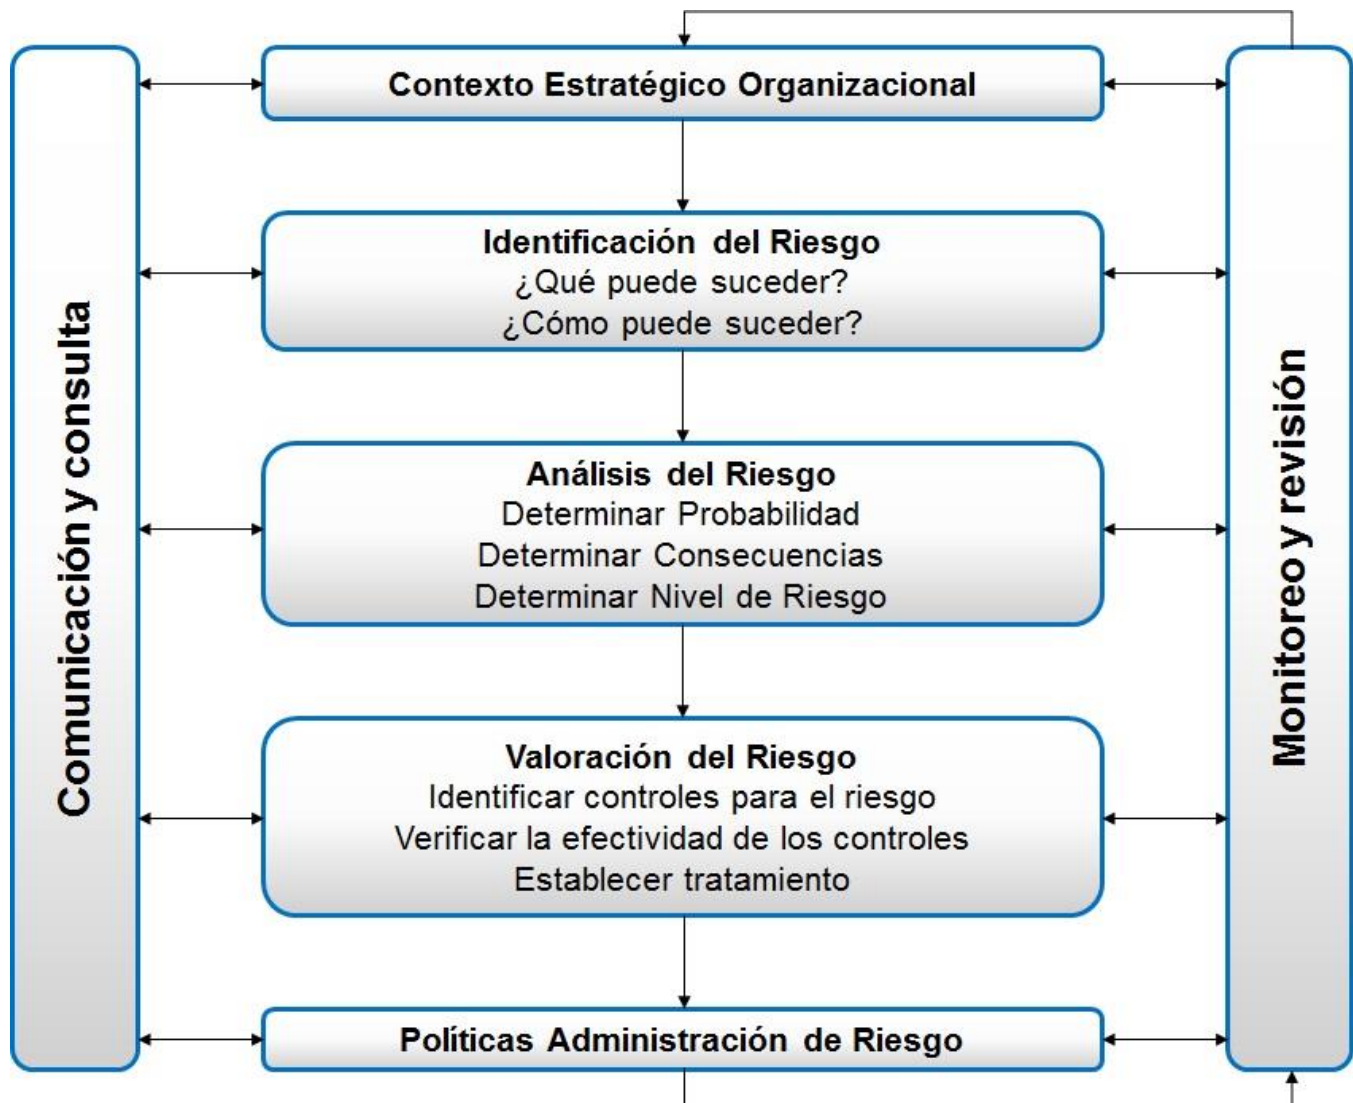 Contexto Estratégico Organizacional
Comunicación y consulta
Identificación del Riesgo
¿Qué puede suceder?
¿Cómo puede suceder?
Análisis del Riesgo
Determinar Probabilidad
Determinar Consecuencias
Determinar Nivel de Riesgo
Valoración del Riesgo
Identificar controles para el riesgo
Verificar la efectividad de los controles
Establecer tratamiento
Políticas Administración de Riesgo
Monitoreo y revisión